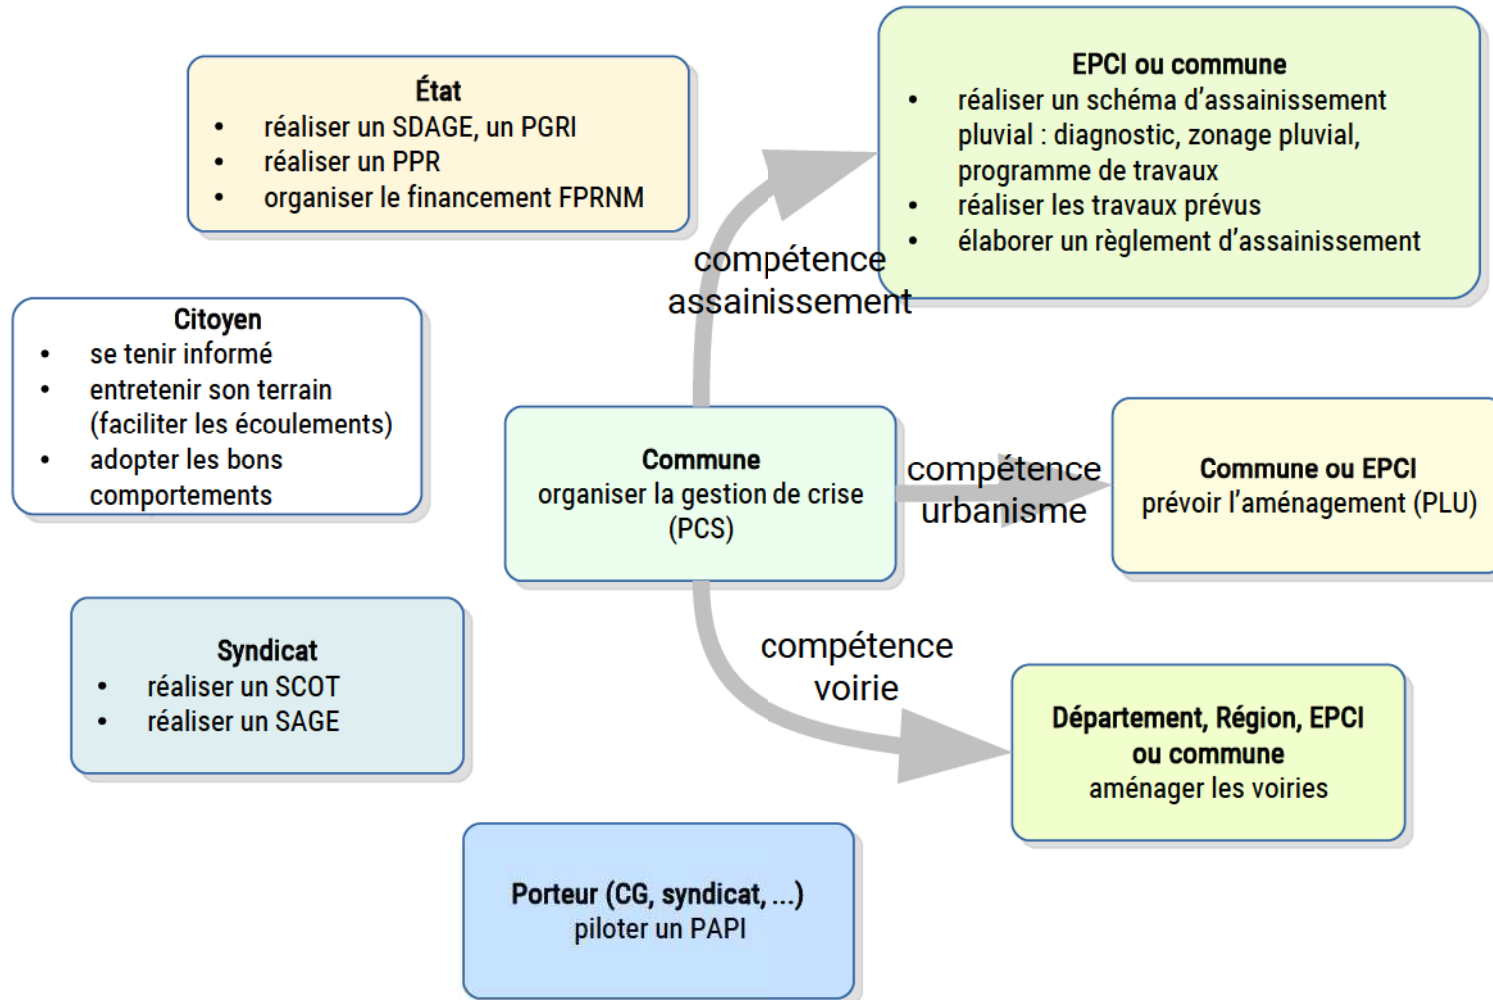 État
• réaliser un SDAGE, un PGRI
• réaliser un PPR
• organiser le financement FPRNM
EPCI ou commune
• réaliser un schéma d’assainissement
pluvial : diagnostic, zonage pluvial,
programme de travaux
• réaliser les travaux prévus
• élaborer un règlement d’assainissement
compétence
assainissement
Citoyen
• se tenir informé
• entretenir son terrain
(faciliter les écoulements)
• adopter les bons
comportements
Commune
organiser la gestion de crise
(PCS)
compétence
urbanisme
Commune ou EPCI
prévoir l’aménagement (PLU)
Syndicat
• réaliser un SCOT
• réaliser un SAGE
compétence
voirie
Département, Région, EPCI
ou commune
aménager les voiries
Porteur (CG, syndicat, ...)
piloter un PAPI